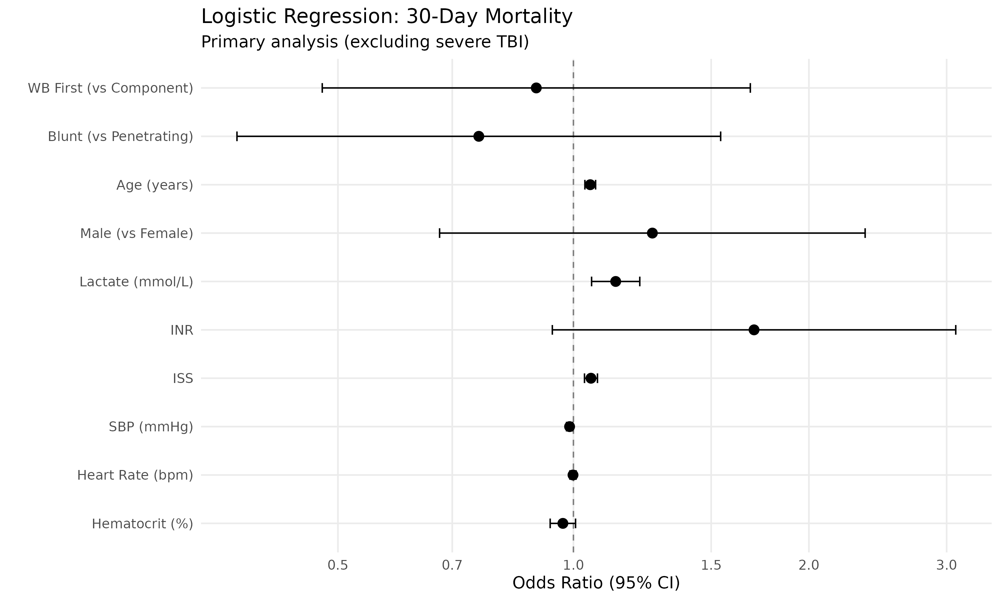 Logistic Regression: 30-Day Mortality
Primary analysis (excluding severe TBI)
WB First (vs Component)
Blunt (vs Penetrating)
Age (years)
Male (vs Female)
Lactate (mmol/L)
INR
ISS
SBP (mmHg)
Heart Rate (bpm)
Hematocrit (%)
0.5 0.7 1.0 1.5 2.0 3.0
Odds Ratio (95% CI)